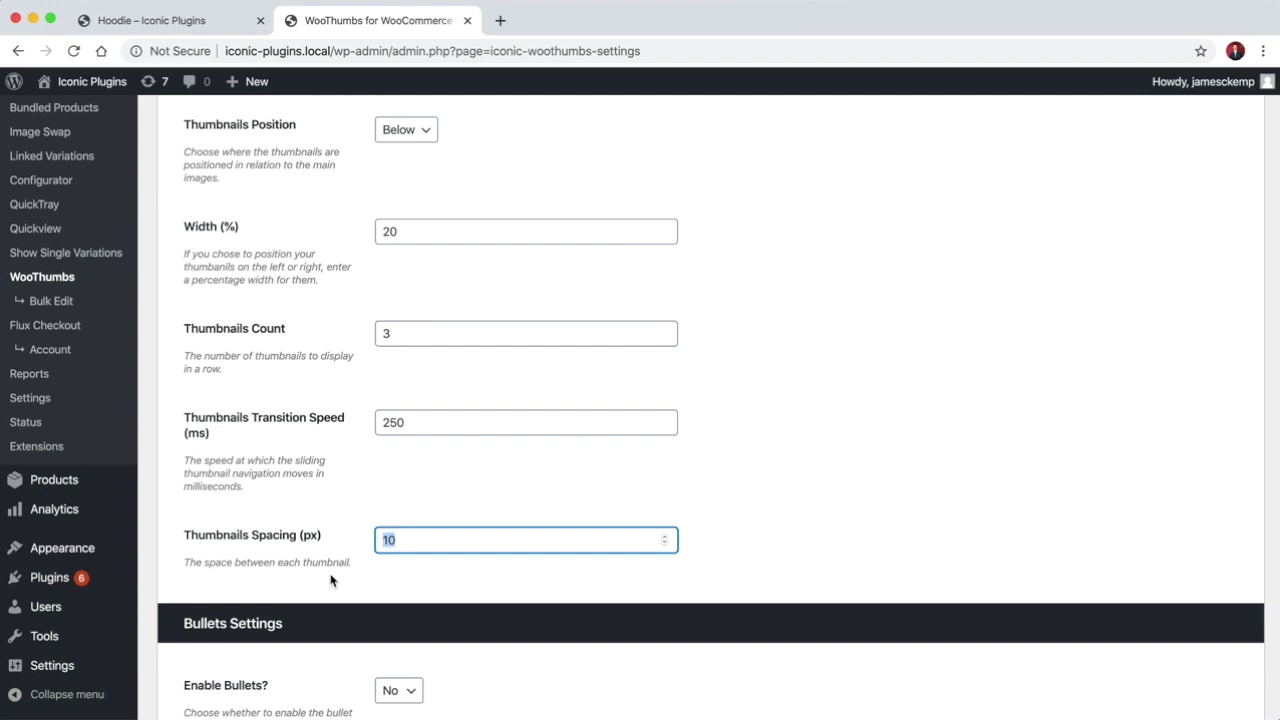 Hoodie – Iconic Plugins
WooThumbs for WooCommerce
Not Secure
iconic-plugins.local/wp-admin/admin.php?page=iconic-woothumbs-settings
Iconic Plugins
7
0
New
Howdy, jamesckemp
Bundled Products
Image Swap
Linked Variations
Configurator
QuickTray
Quickview
Show Single Variations
WooThumbs
Bulk Edit
Flux Checkout
Account
Reports
Settings
Status
Extensions
Products
Analytics
Appearance
Plugins 6
Users
Tools
Settings
Collapse menu
Thumbnails Position
Below
Choose where the thumbnails are
positioned in relation to the main
images.
Width (%)
20
If you chose to position your
thumbanils on the left or right, enter
a percentage width for them.
Thumbnails Count
3
The number of thumbnails to display
in a row.
Thumbnails Transition Speed
(ms)
250
The speed at which the sliding
thumbnail navigation moves in
milliseconds.
Thumbnails Spacing (px)
10
The space between each thumbnail.
Bullets Settings
Enable Bullets?
No
Choose whether to enable the bullet